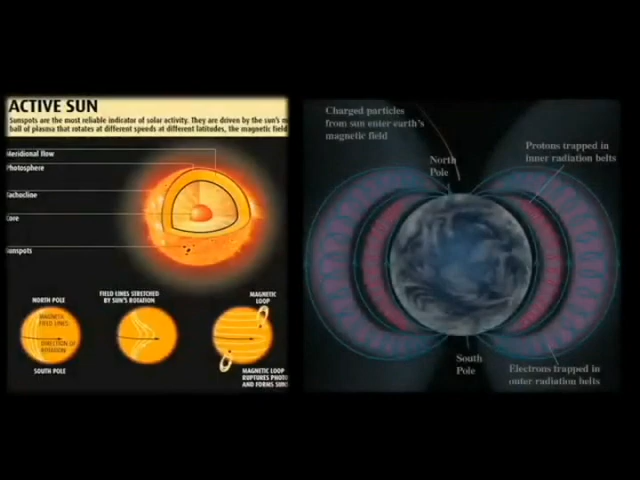 ACTIVE SUN
Sunspots are the most reliable indicator of solar activity. They are driven by the sun's
ball of plasma that rotates at different speeds at different latitudes, the magnetic field
Meridional flow
Photosphere
Tachocline
Core
Sunspots
NORTH POLE
MAGNETIC
FIELD LINES
DIRECTION OF
ROTATION
SOUTH POLE
FIELD LINES STRETCHED
BY SUN'S ROTATION
MAGNETIC
LOOP
MAGNETIC LOOP
RUPTURES PHOTO
AND FORMS SUNS
Charged particles
from sun enter earth's
magnetic field
North
Pole
Protons trapped in
inner radiation belts
South
Pole
Electrons trapped in
outer radiation belts